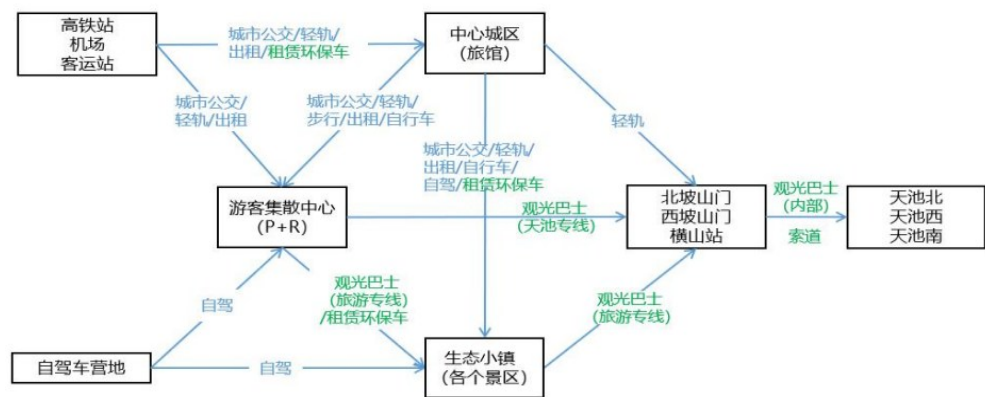 高铁站
机场
客运站
城市公交/轻轨/
出租/租赁环保车
中心城区
(旅馆)
城市公交/
轻轨/出租
城市公交/轻轨/
步行/出租/自行车
轻轨
城市公交/轻轨/
出租/自行车/
自驾/租赁环保车
游客集散中心
(P+R)
观光巴士
(天池专线)
北坡山门
西坡山门
横山站
观光巴士
(内部)
索道
天池北
天池西
天池南
自驾
观光巴士
(旅游专线)
/租赁环保车
观光巴士
(旅游专线)
自驾车营地
自驾
生态小镇
(各个景区)